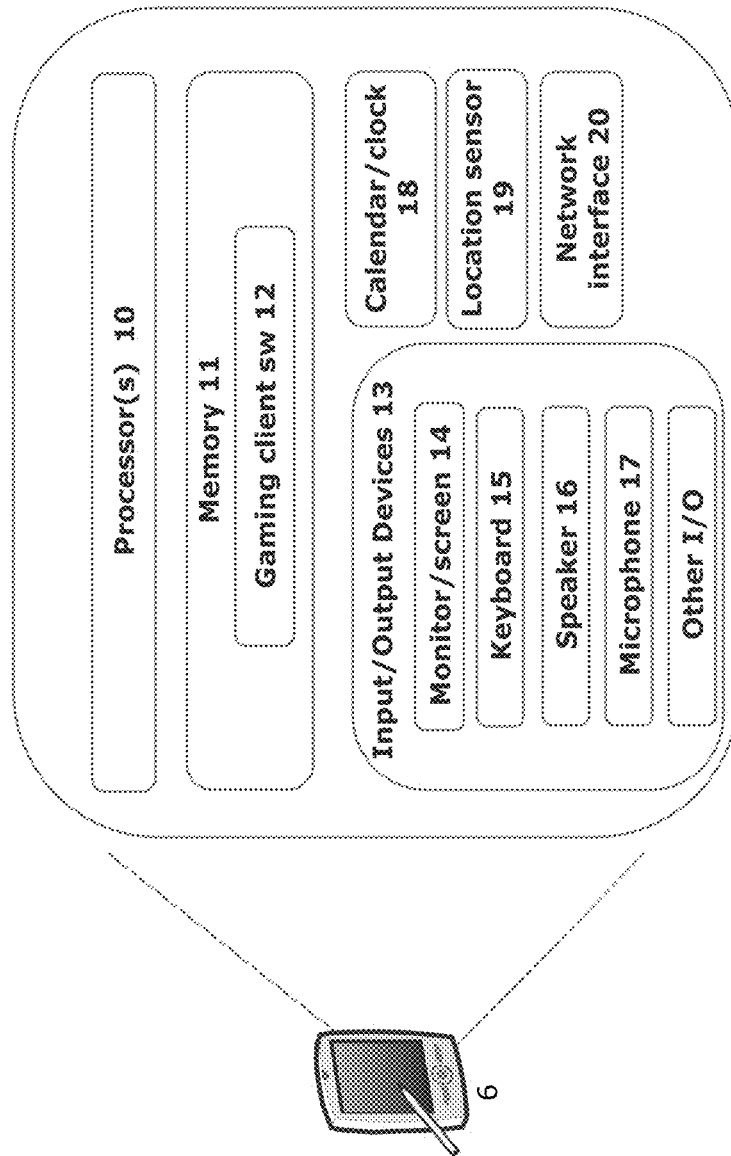 Processor(s) 10
Memory 11
Gaming client sw 12
Input/Output Devices 13
Monitor/screen 14
Keyboard 15
Speaker 16
Microphone 17
Other I/O
Calendar/clock
18
Location sensor
19
Network
interface 20
6